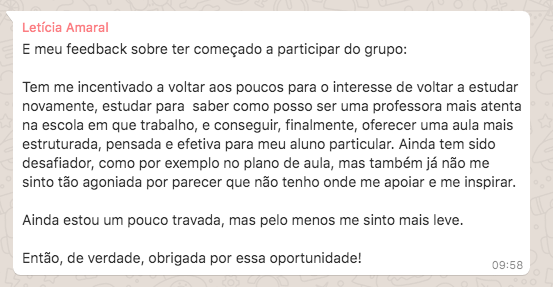 Letícia Amaral
E meu feedback sobre ter começado a participar do grupo:
Tem me incentivado a voltar aos poucos para o interesse de voltar a estudar
novamente, estudar para  saber como posso ser uma professora mais atenta
na escola em que trabalho, e conseguir, finalmente, oferecer uma aula mais
estruturada, pensada e efetiva para meu aluno particular. Ainda tem sido
desafiador, como por exemplo no plano de aula, mas também já não me
sinto tão agoniada por parecer que não tenho onde me apoiar e me inspirar.
Ainda estou um pouco travada, mas pelo menos me sinto mais leve.
Então, de verdade, obrigada por essa oportunidade!
09:58